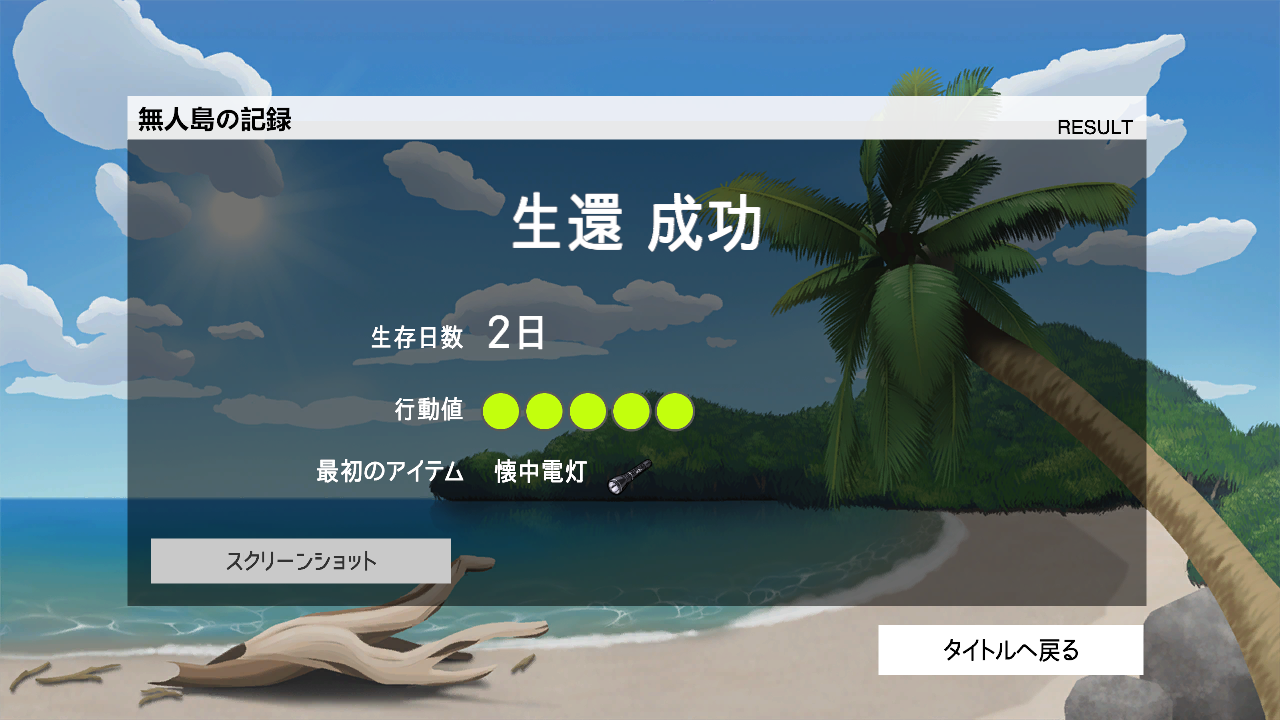 無人島の記録
RESULT
生還 成功
生存日数 2日
行動値
最初のアイテム 懐中電灯
スクリーンショット
タイトルへ戻る